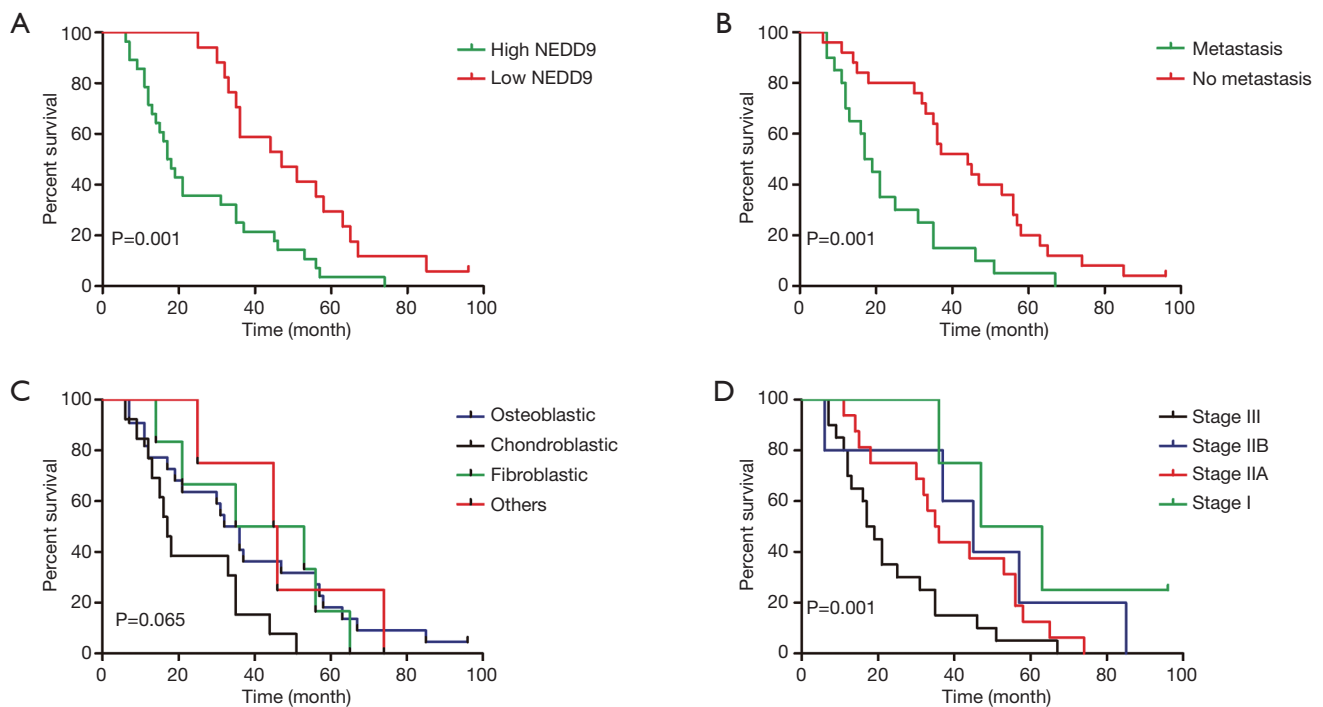 A
Percent survival
100
80
60
40
20
0
P=0.001
High NEDD9
Low NEDD9
0 20 40 60 80 100
Time (month)
B
Percent survival
100
80
60
40
20
0
P=0.001
Metastasis
No metastasis
0 20 40 60 80 100
Time (month)
C
Percent survival
100
80
60
40
20
0
P=0.065
Osteoblastic
Chondroblastic
Fibroblastic
Others
0 20 40 60 80 100
Time (month)
D
Percent survival
100
80
60
40
20
0
P=0.001
Stage III
Stage IIB
Stage IIA
Stage I
0 20 40 60 80 100
Time (month)